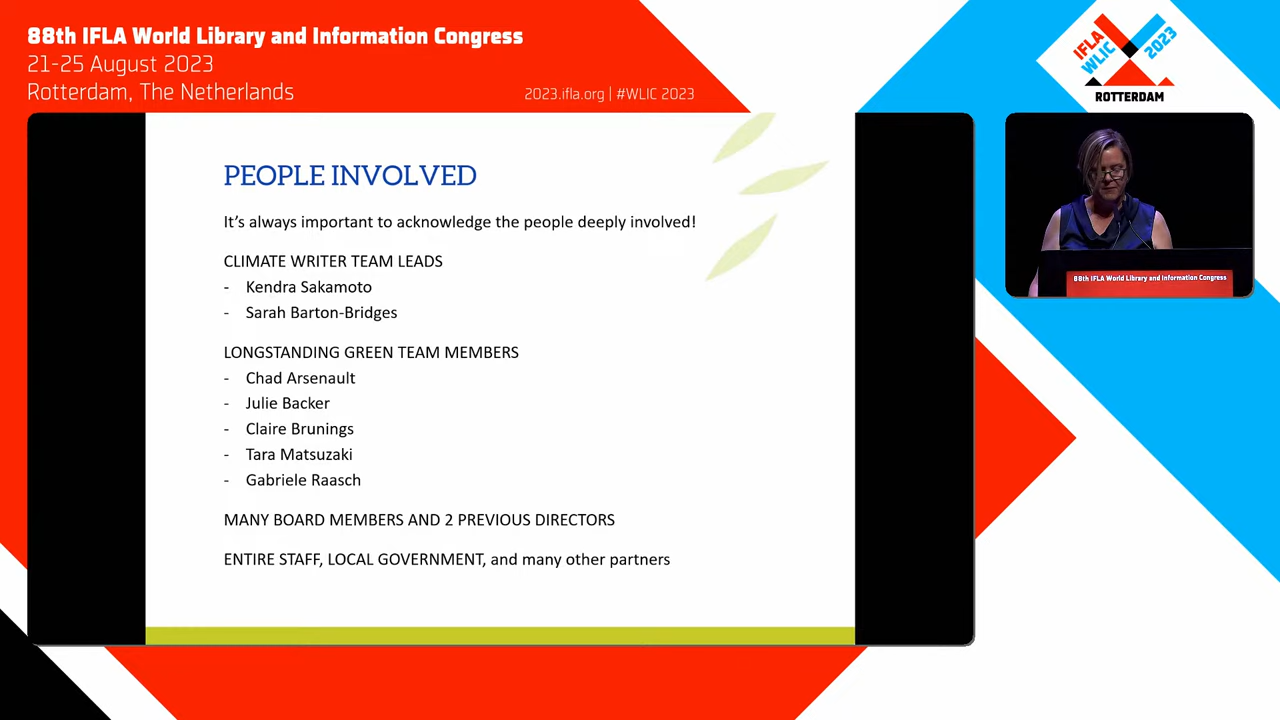 88th IFLA World Library and Information Congress
21-25 August 2023
Rotterdam, The Netherlands
2023.ifla.org | #WLIC 2023
IFLA
WLIC
2023
ROTTERDAM
PEOPLE INVOLVED
It's always important to acknowledge the people deeply involved!
CLIMATE WRITER TEAM LEADS
- Kendra Sakamoto
- Sarah Barton-Bridges
LONGSTANDING GREEN TEAM MEMBERS
- Chad Arsenault
- Julie Backer
- Claire Brunings
- Tara Matsuzaki
- Gabriele Raasch
MANY BOARD MEMBERS AND 2 PREVIOUS DIRECTORS
ENTIRE STAFF, LOCAL GOVERNMENT, and many other partners
88th IFLA World Library and Information Congress